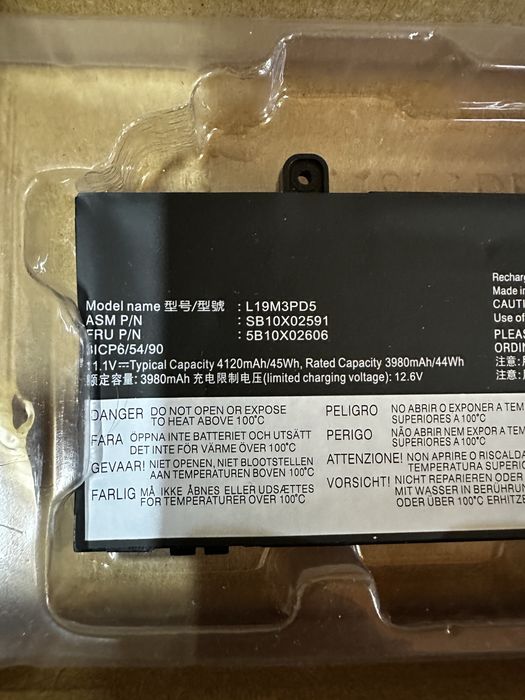 Model name 型号/型號 : L19M3PD5
ASM P/N : SB10X02591
FRU P/N : 5B10X02606
3ICP6/54/90
11.1V⎓Typical Capacity 4120mAh/45Wh, Rated Capacity 3980mAh/44Wh
额定容量: 3980mAh 充电限制电压(limited charging voltage): 12.6V
Recharg
Made in
CAUTI
Use of
PLEAS
ORDIN
注意:
注意:
DANGER DO NOT OPEN OR EXPOSE
TO HEAT ABOVE 100°C
FARA ÖPPNA INTE BATTERIET OCH UTSÄTT
DET INTE FÖR VÄRME ÖVER 100°C
GEVAAR! NIET OPENEN, NIET BLOOTSTELLEN
AAN TEMPERATUREN BOVEN 100°C
FARLIG MÅ IKKE ÅBNES ELLER UDSÆTTES
FOR TEMPERATURER OVER 100°C
PELIGRO NO ABRIR O EXPONER A TEM
SUPERIORES A 100°C
PERIGO NÃO ABRIR NEM EXPOR A TEM
SUPERIORES A 100°C
ATTENZIONE! NON APRIRE O RISCALDA
TEMPERATURA SUPERIO
VORSICHT! NICHT REPARIEREN ODER
MIT WASSER IN BERÜHRUN
ODER ÜBER 100°C ERHITZE